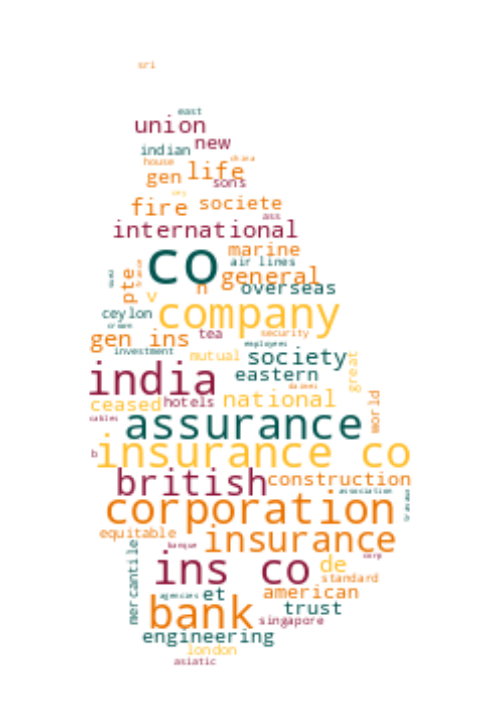 sri
east
union
new
indian
house
china
gen
life
sons
fire
societe
ass
international
marine
co
air lines
general
pte
n
overseas
v
company
ceylon
crown
gen ins
tea
security
employees
investment
mutual
society
eastern
great
india
ceased
hotels
national
world
cables
assurance
b
insurance co
british
construction
association
corporation
equitable
insurance
banque
corp
mercantile
ins co
de
standard
agencies
et
american
bank
trust
singapore
engineering
london
asiatic